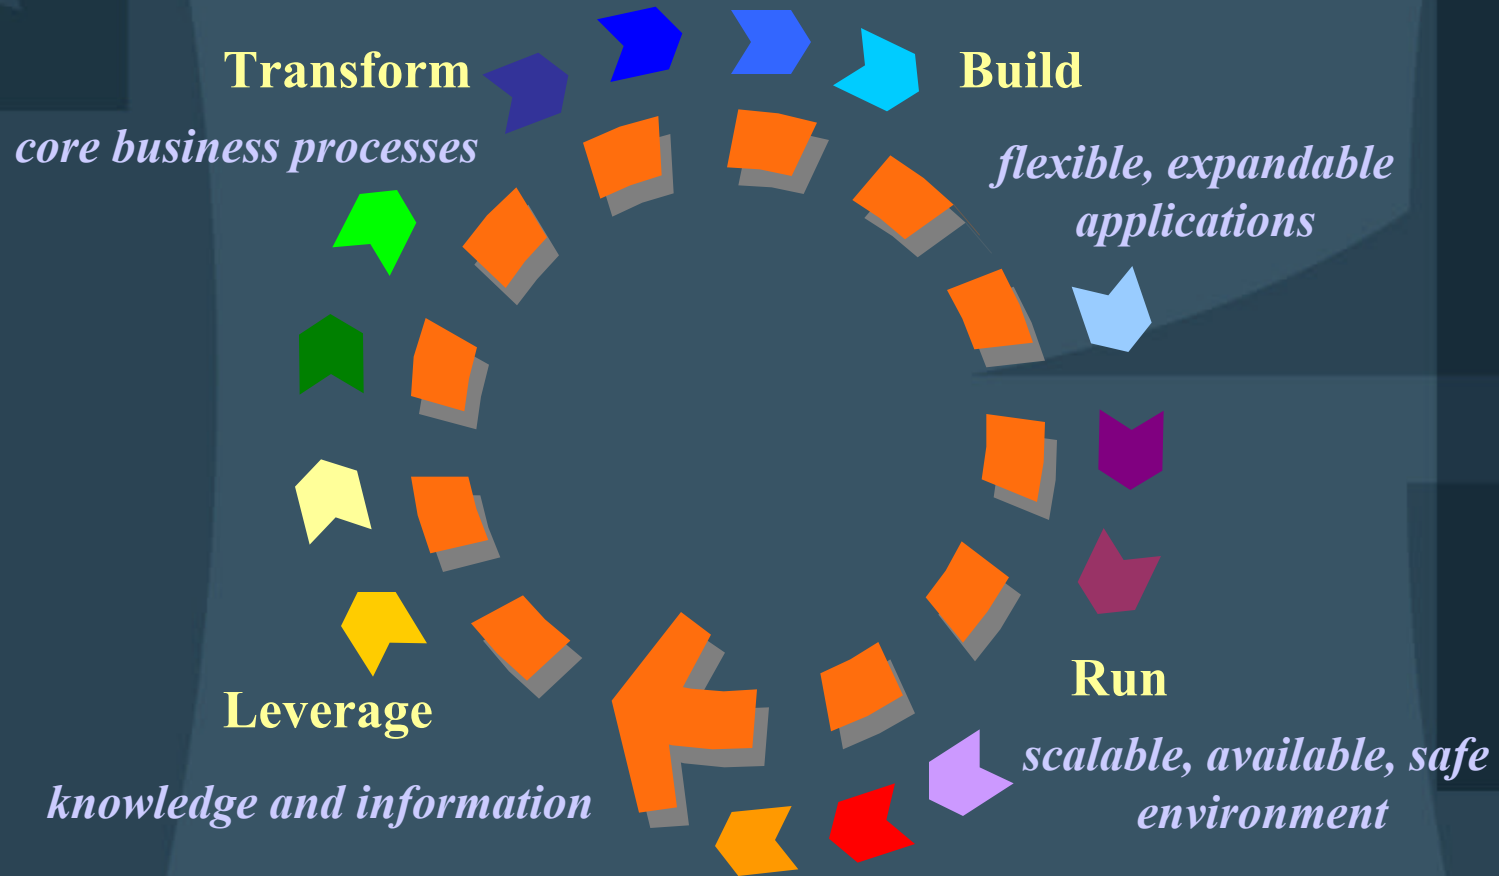 Transform
core business processes
Build
flexible, expandable
applications
Run
scalable, available, safe
environment
Leverage
knowledge and information